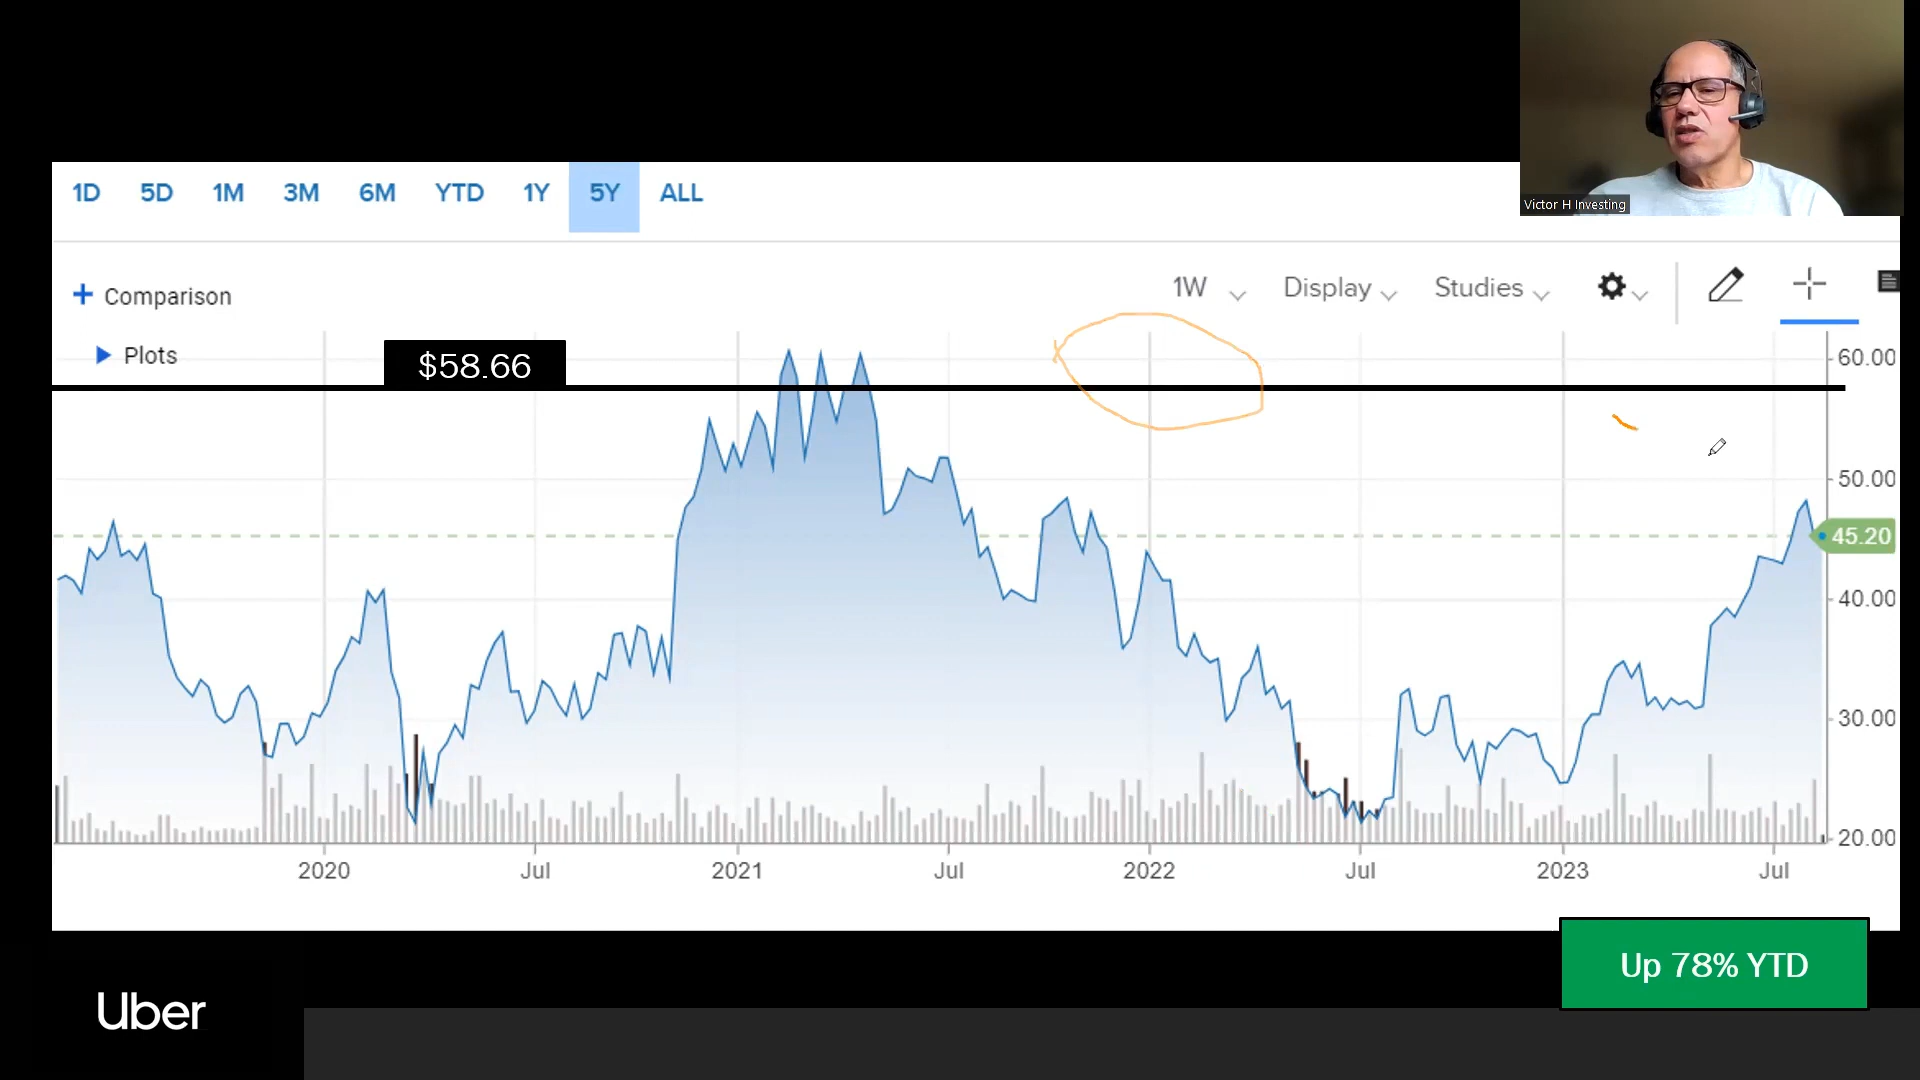 Victor H Investing
1D 5D 1M 3M 6M YTD 1Y 5Y ALL
Comparison
1W Display Studies
Plots
$58.66
60.00
50.00
45.20
40.00
30.00
20.00
2020 Jul 2021 Jul 2022 Jul 2023 Jul
Up 78% YTD
Uber